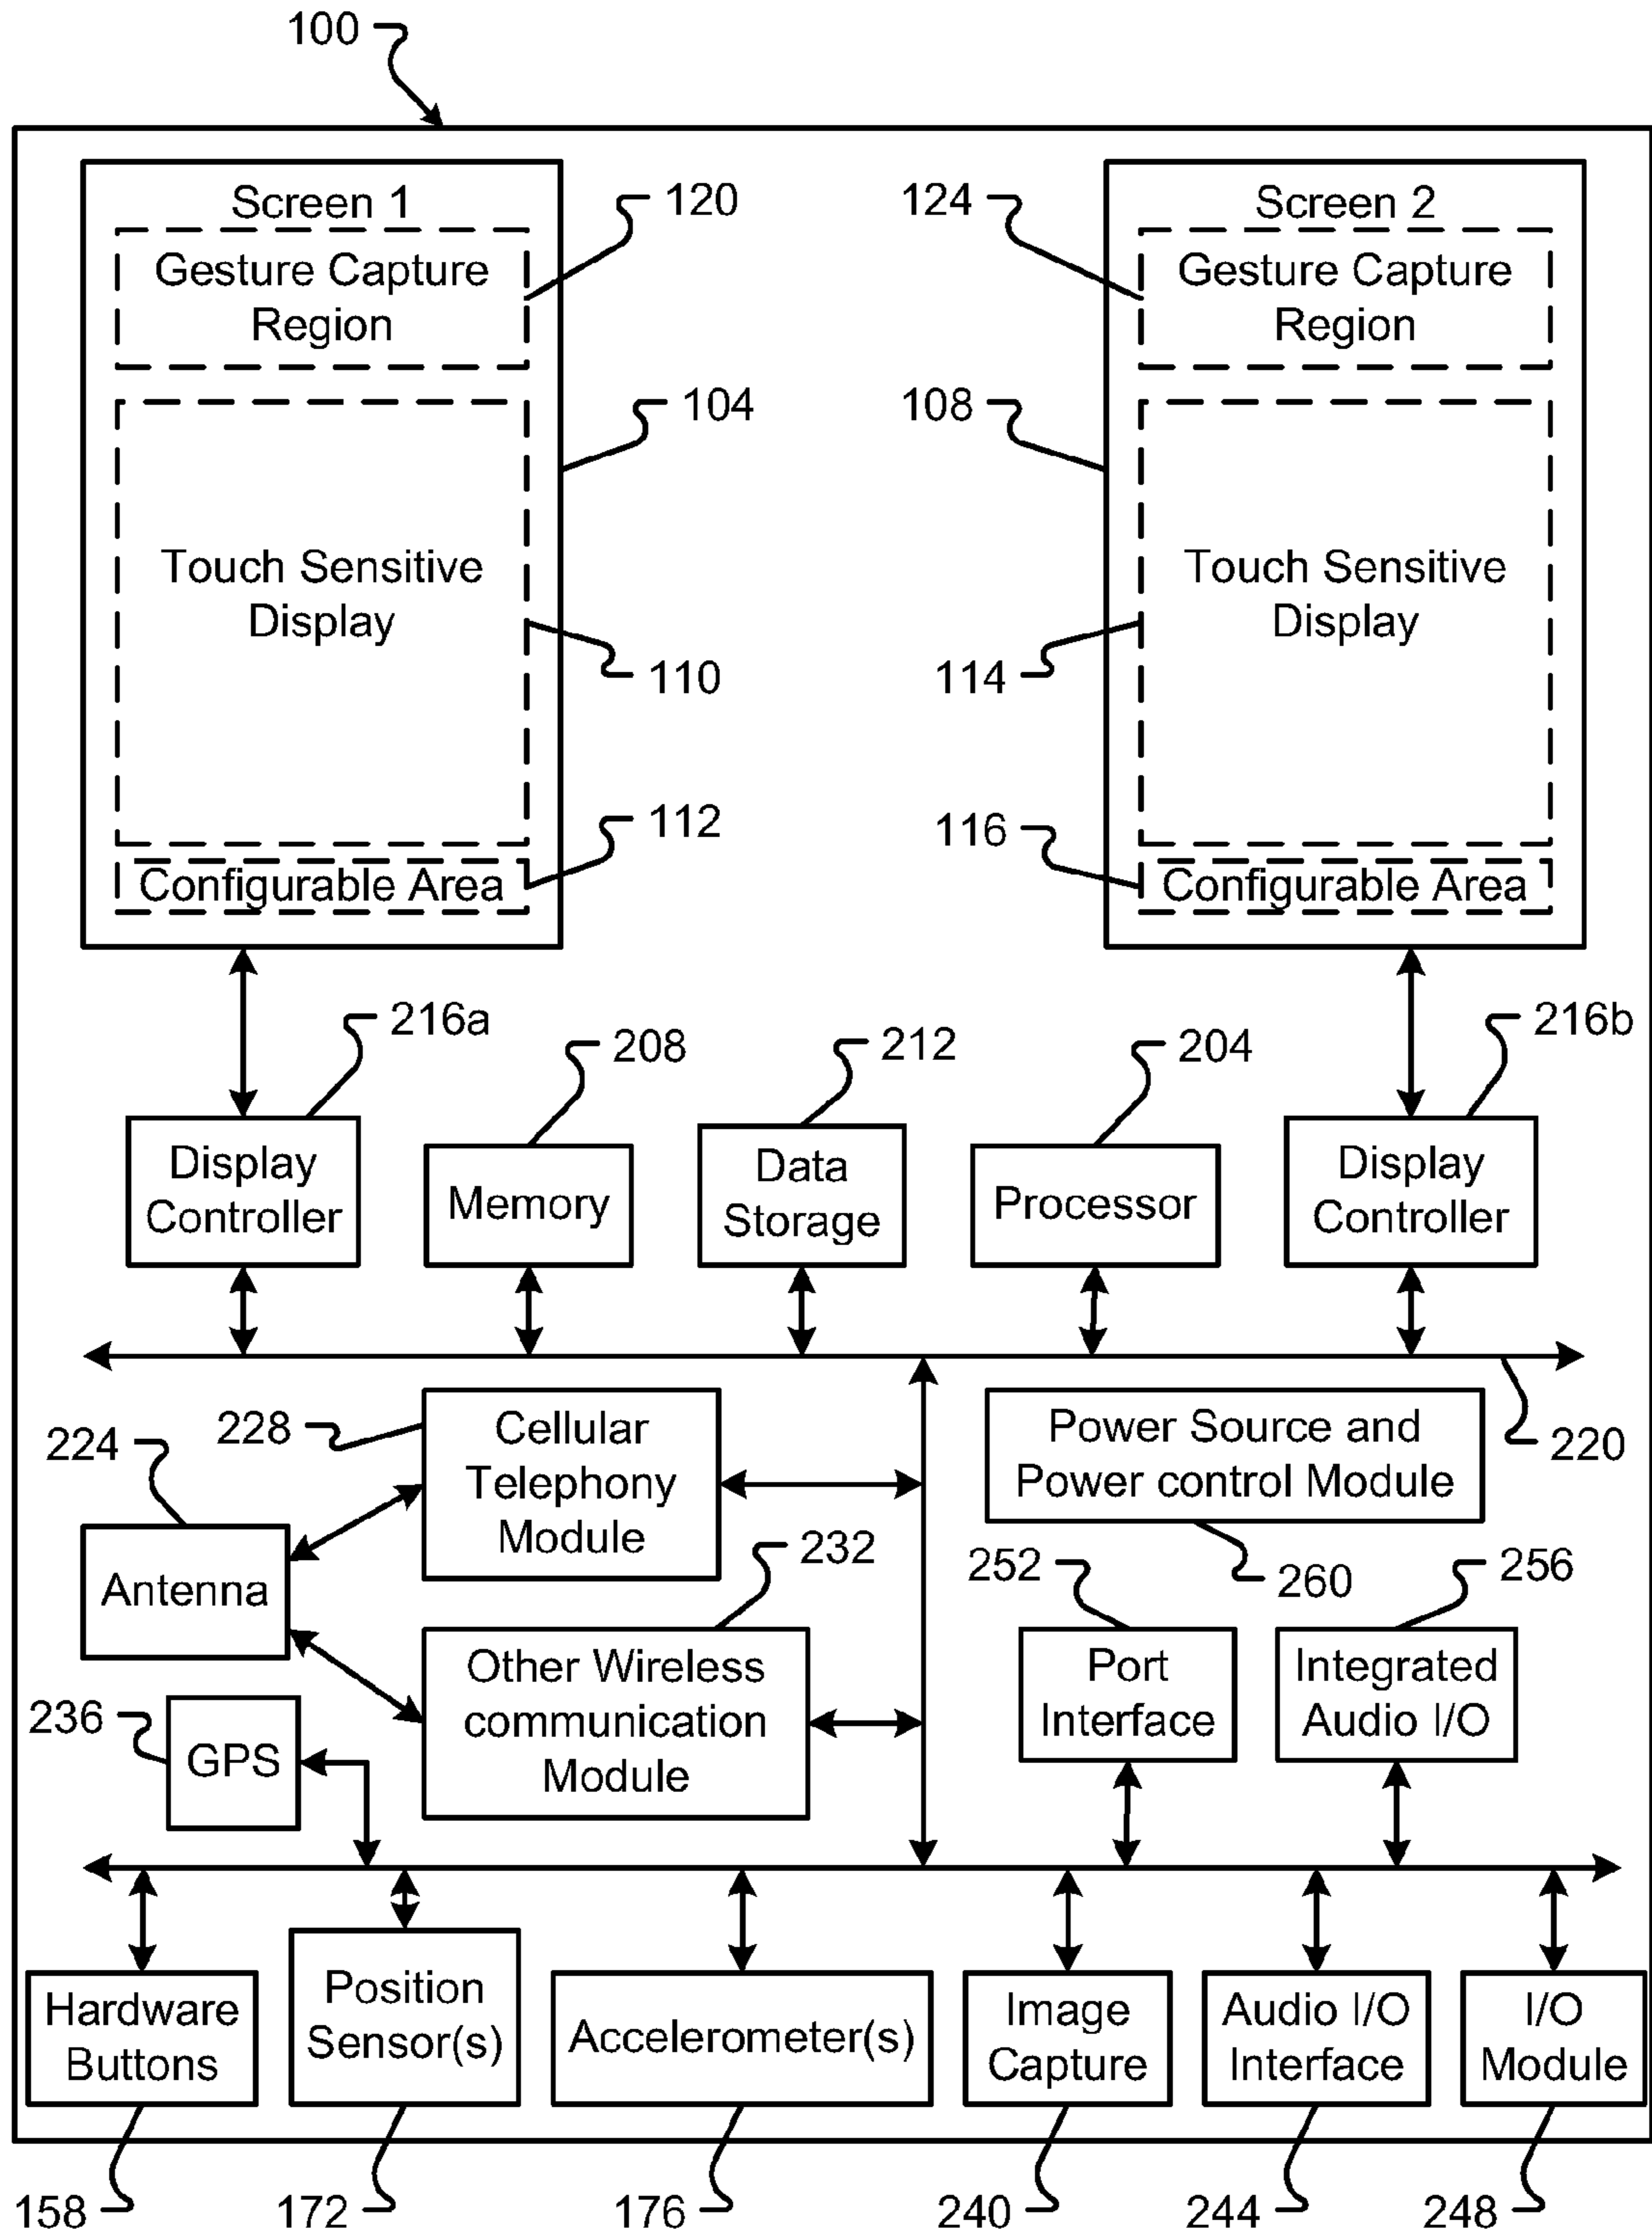 100
Screen 1
120
124
Screen 2
Gesture Capture
Region
Gesture Capture
Region
104
108
Touch Sensitive
Display
Touch Sensitive
Display
110
114
112
116
Configurable Area
Configurable Area
216a
208
212
204
216b
Display
Controller
Memory
Data
Storage
Processor
Display
Controller
228
Cellular
Telephony
Module
Power Source and
Power control Module
220
224
Antenna
232
252
260
256
Other Wireless
communication
Module
Port
Interface
Integrated
Audio I/O
236
GPS
Hardware
Buttons
Position
Sensor(s)
Accelerometer(s)
Image
Capture
Audio I/O
Interface
I/O
Module
158
172
176
240
244
248